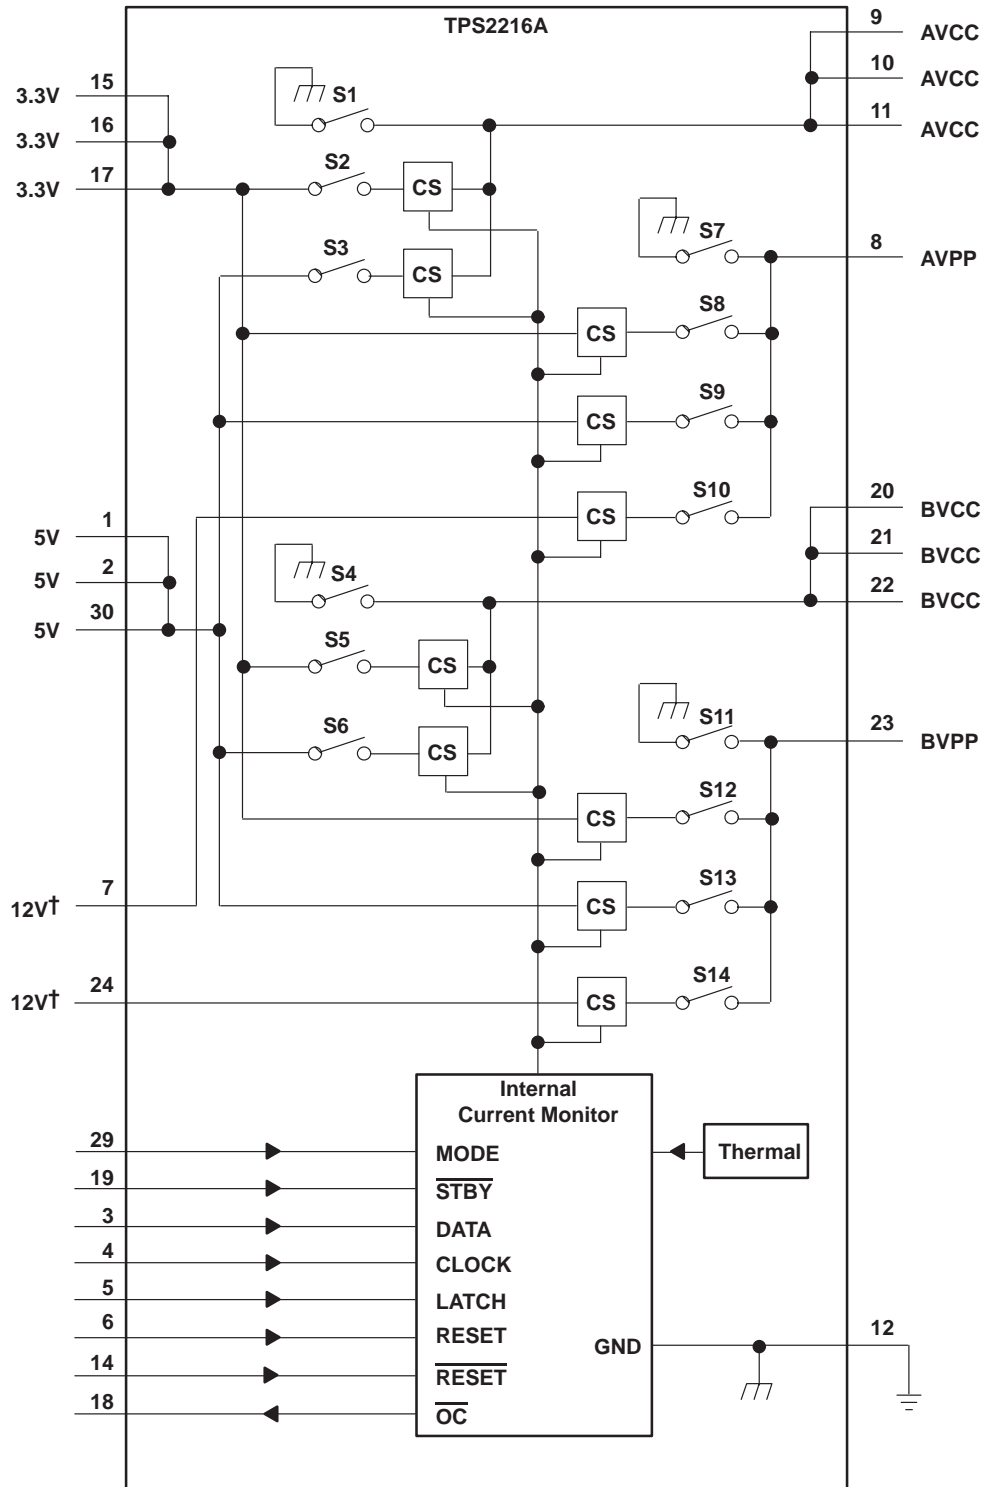 TPS2216A
9
AVCC
10
AVCC
11
AVCC
15
3.3V
16
3.3V
17
3.3V
S1
S2
CS
S3
CS
S7
8
AVPP
S8
CS
S9
CS
S10
CS
1
5V
2
5V
30
5V
20
BVCC
21
BVCC
22
BVCC
S4
S5
CS
S6
CS
S11
23
BVPP
S12
CS
7
12V†
S13
CS
24
12V†
S14
CS
Internal
Current Monitor
Thermal
29
MODE
19
STBY
3
DATA
4
CLOCK
5
LATCH
6
RESET
GND
12
14
RESET
18
OC